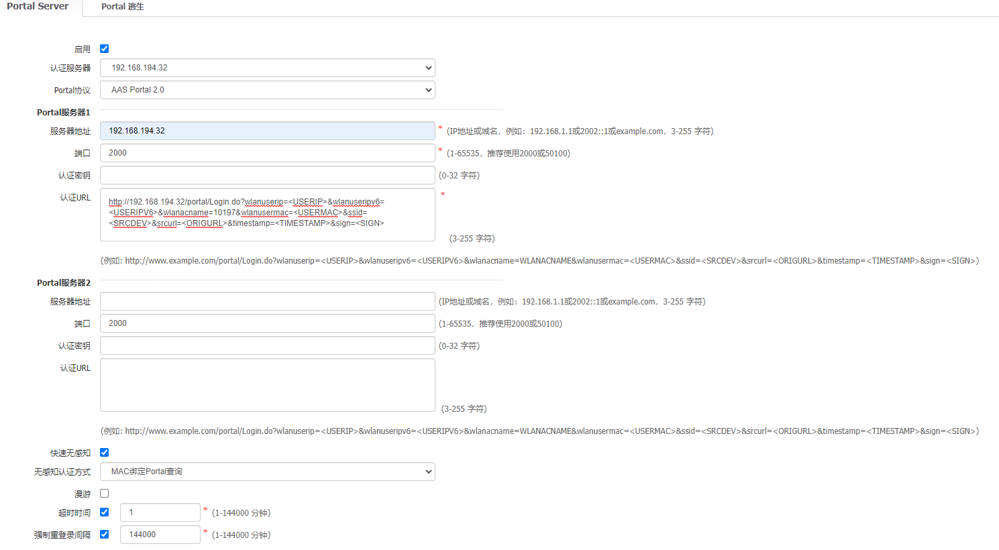 Portal Server Portal 逃生
启用
认证服务器 192.168.194.32
Portal协议 AAS Portal 2.0
Portal服务器1
服务器地址 192.168.194.32 * (IP地址或域名，例如：192.168.1.1或2002::1或example.com，3-255 字符)
端口 2000 * (1-65535，推荐使用2000或50100)
认证密钥 (0-32 字符)
认证URL http://192.168.194.32/portal/Login.do?wlanuserip=<USERIP>&wlanuseripv6= *
<USERIPV6>&wlanacname=10197&wlanusermac=<USERMAC>&ssid=
<SRCDEV>&srcurl=<ORIGURL>&timestamp=<TIMESTAMP>&sign=<SIGN>
(3-255 字符)
(例如: http://www.example.com/portal/Login.do?wlanuserip=<USERIP>&wlanuseripv6=<USERIPV6>&wlanacname=WLANACNAME&wlanusermac=<USERMAC>&ssid=<SRCDEV>&srcurl=<ORIGURL>&timestamp=<TIMESTAMP>&sign=<SIGN>)
Portal服务器2
服务器地址 (IP地址或域名，例如：192.168.1.1或2002::1或example.com，3-255 字符)
端口 2000 (1-65535，推荐使用2000或50100)
认证密钥 (0-32 字符)
认证URL
(3-255 字符)
(例如: http://www.example.com/portal/Login.do?wlanuserip=<USERIP>&wlanuseripv6=<USERIPV6>&wlanacname=WLANACNAME&wlanusermac=<USERMAC>&ssid=<SRCDEV>&srcurl=<ORIGURL>&timestamp=<TIMESTAMP>&sign=<SIGN>)
快速无感知
无感知认证方式 MAC绑定Portal查询
漫游
超时时间 1 * (1-144000 分钟)
强制重登录间隔 144000 * (1-144000 分钟)